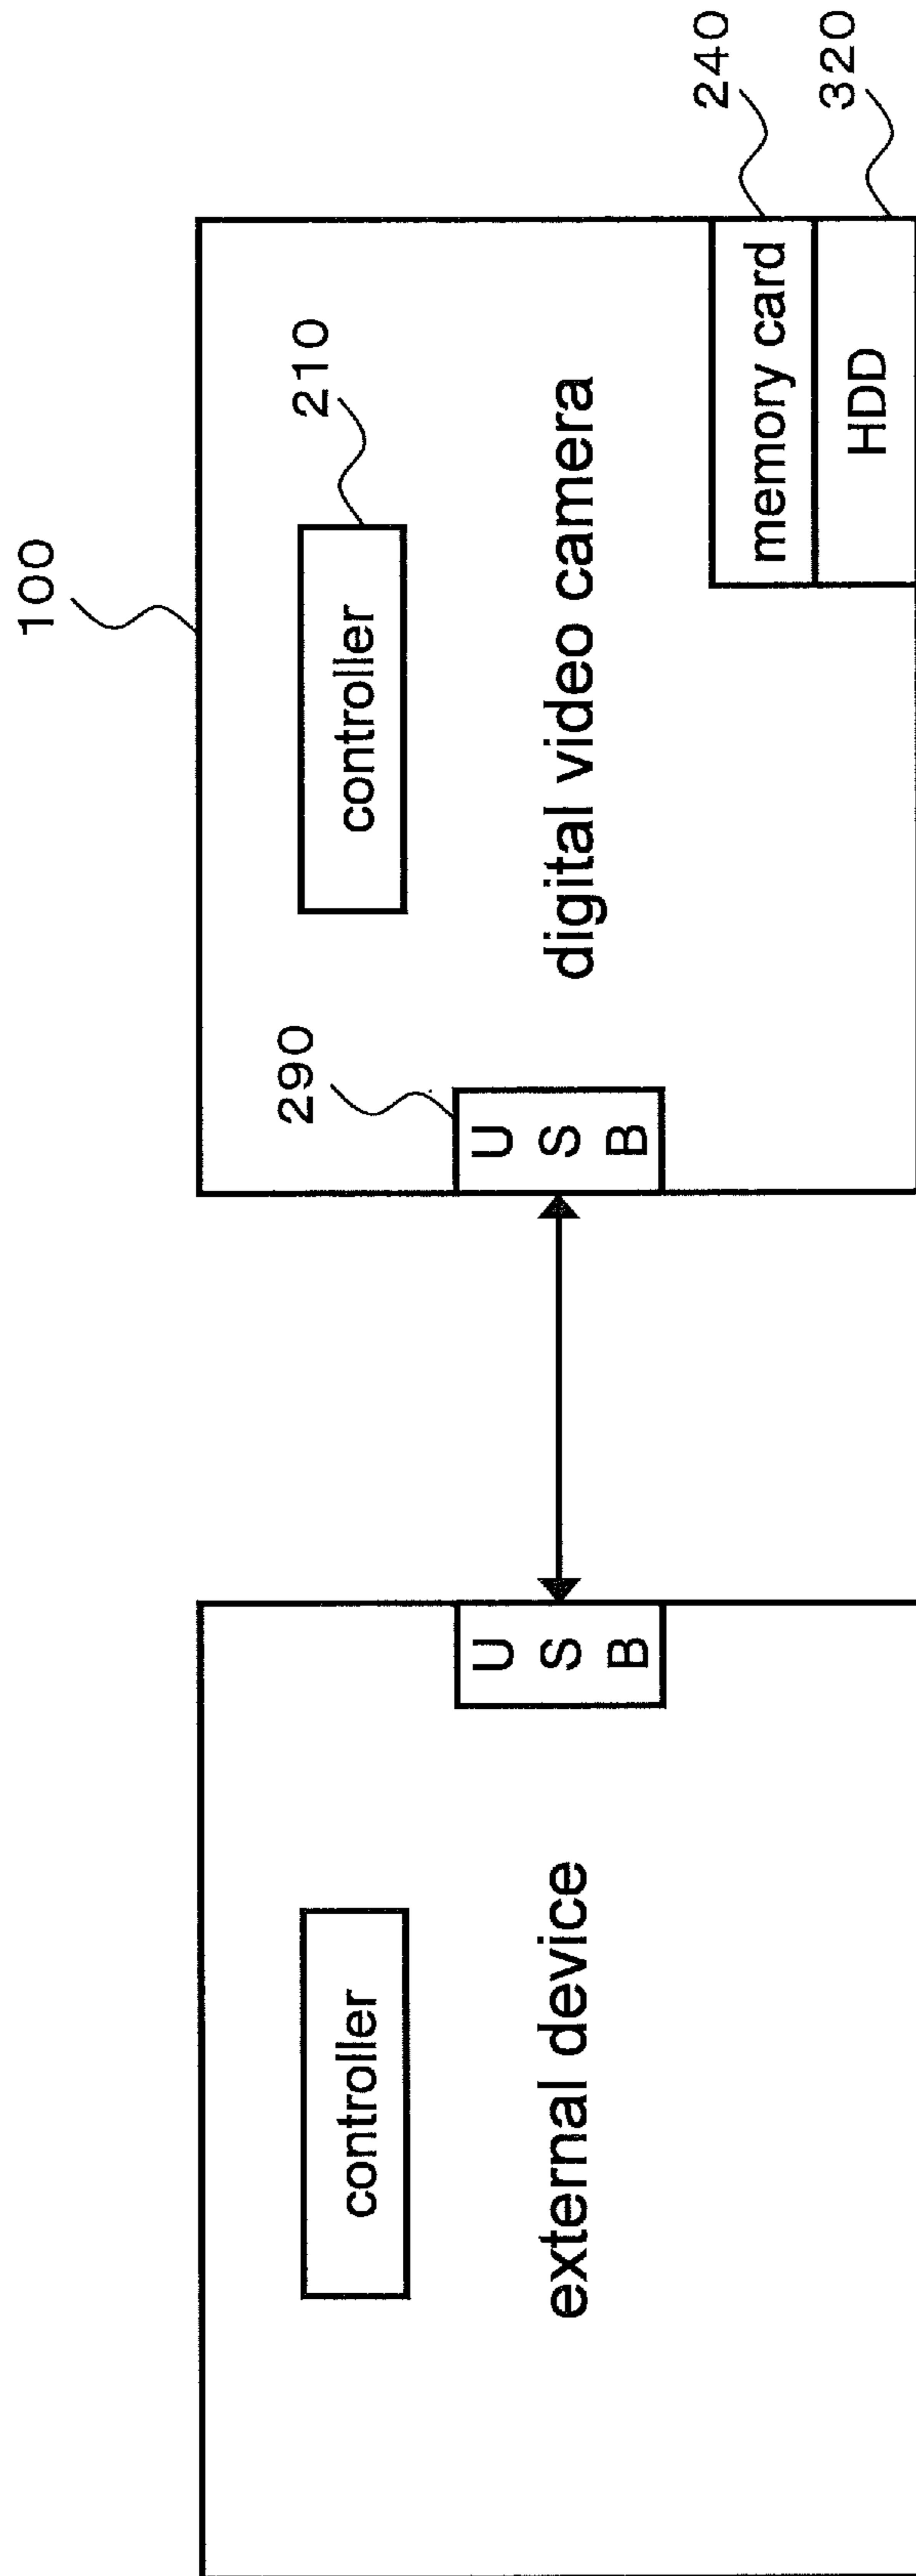 100
210
controller
290
U S B
digital video camera
memory card
240
HDD
320
controller
U S B
external device